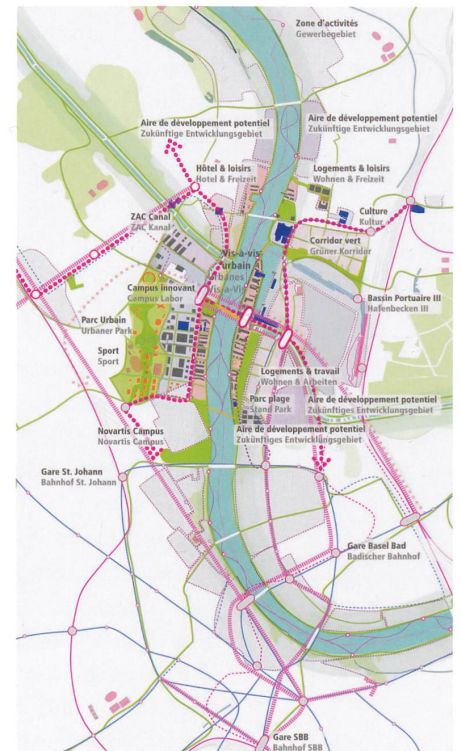 Zone d'activités
Gewerbegebiet
Aire de développement potentiel
Zukünftige Entwicklungsgebiet
Aire de développement potentiel
Zukünftige Entwicklungsgebiet
Hôtel & loisirs
Hotel & Freizeit
Logements & loisirs
Wohnen & Freizeit
ZAC Canal
ZAC Kanal
Culture
Kultur
Vis-a-vis
urbain
Urbanes
Vis-a-Vis
Corridor vert
Grüner Korridor
Campus innovant
Campus Labor
Bassin Portuaire III
Hafenbecken III
Parc Urbain
Urbaner Park
Sport
Sport
Logements & travail
Wohnen & Arbeiten
Parc plage
Stand Park
Aire de développement potentiel
Zukünftiges Entwicklungsgebiet
Novartis Campus
Novartis Campus
Aire de développement potentiel
Zukünftiges Entwicklungsgebiet
Gare St. Johann
Bahnhof St. Johann
Gare Basel Bad
Badischer Bahnhof
Gare SBB
Bahnhof SBB